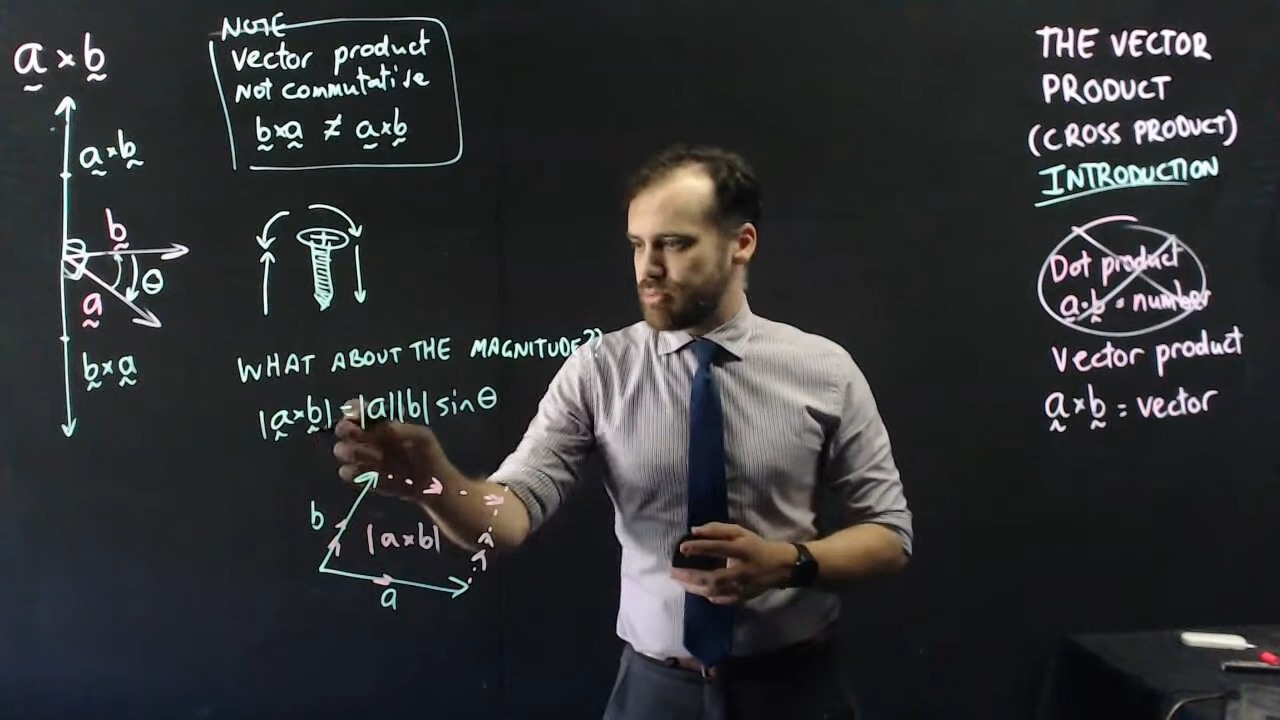 a × b
a × b
b
θ
a
b × a
NOTE
Vector product
Not commutative
b × a ≠ a × b
WHAT ABOUT THE MAGNITUDE??
|a × b| = |a||b| sin θ
b
|a × b|
a
THE VECTOR
PRODUCT
(CROSS PRODUCT)
INTRODUCTION
Dot product
a · b = number
Vector product
a × b = vector